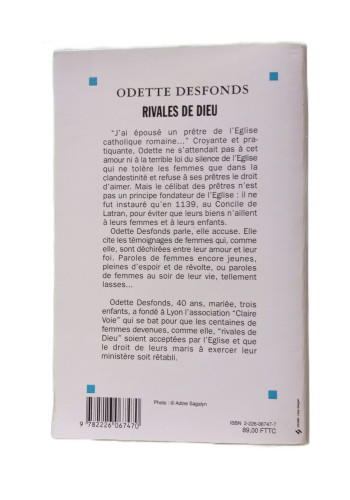 ODETTE DESFONDS
RIVALES DE DIEU
"J'ai épousé un prêtre de l'Eglise
catholique romaine..." Croyante et pra-
tiquante, Odette ne s'attendait pas à cet
amour ni à la terrible loi du silence de l'Eglise
qui ne tolère les femmes que dans la
clandestinité et refuse à ses prêtres le droit
d'aimer. Mais le célibat des prêtres n'est
pas un principe fondateur de l'Eglise : il ne
fut instauré qu'en 1139, au Concile de
Latran, pour éviter que leurs biens n'aillent
à leurs femmes et à leurs enfants.
Odette Desfonds parle, elle accuse. Elle
cite les témoignages de femmes qui, comme
elle, sont déchirées entre leur amour et leur
foi. Paroles de femmes encore jeunes,
pleines d'espoir et de révolte, ou paroles
de femmes au soir de leur vie, tellement
lasses...
Odette Desfonds, 40 ans, mariée, trois
enfants, a fondé à Lyon l'association "Claire
Voie" qui se bat pour que les centaines de
femmes devenues, comme elle, "rivales de
Dieu" soient acceptées par l'Eglise et que
le droit de leurs maris à exercer leur
ministère soit rétabli.
Photo : © Adine Sagalyn
9 782226 067470
ISBN 2-226-06747-7
89,00 FTTC